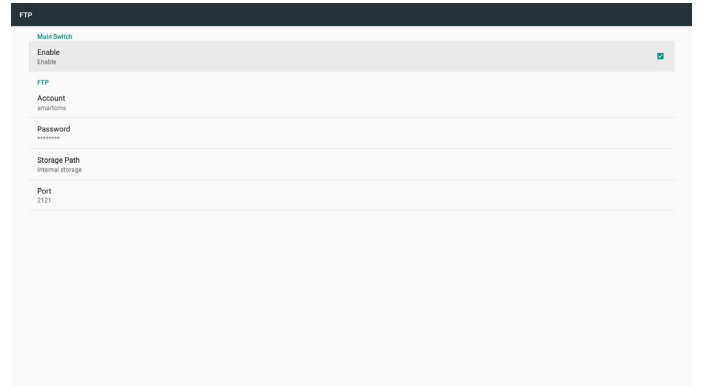 FTP
Main Switch
Enable
Enable
FTP
Account
smartcms
Password
********
Storage Path
Internal storage
Port
2121